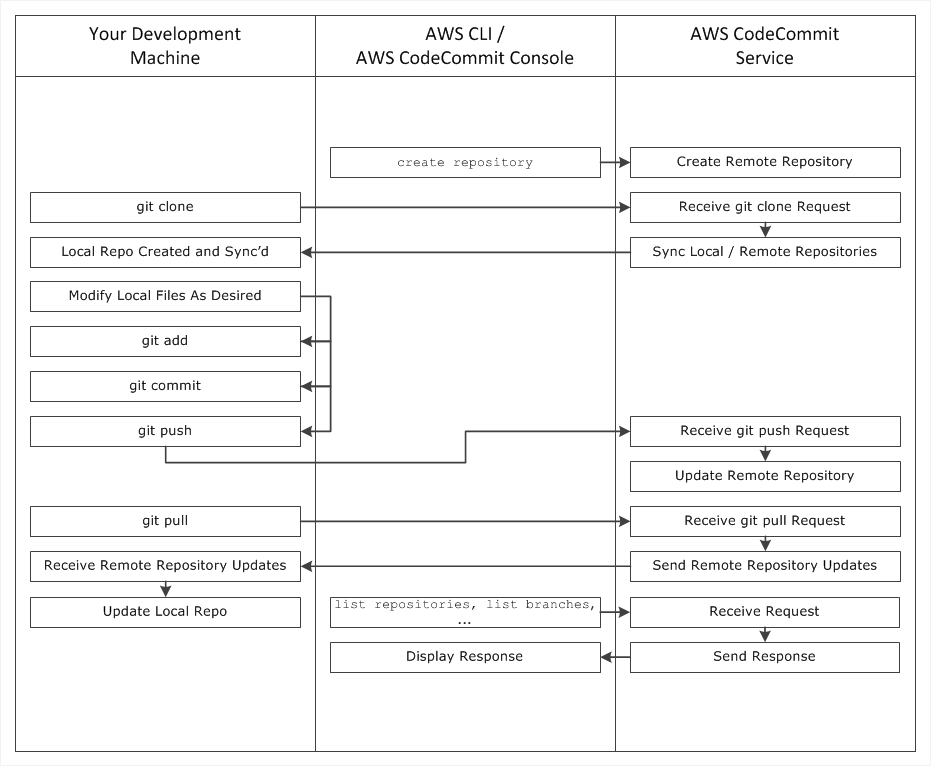 Your Development
Machine
AWS CLI /
AWS CodeCommit Console
AWS CodeCommit
Service
create repository
Create Remote Repository
git clone
Receive git clone Request
Local Repo Created and Sync’d
Sync Local / Remote Repositories
Modify Local Files As Desired
git add
git commit
git push
Receive git push Request
Update Remote Repository
git pull
Receive git pull Request
Receive Remote Repository Updates
Send Remote Repository Updates
Update Local Repo
list repositories, list branches,
...
Receive Request
Display Response
Send Response